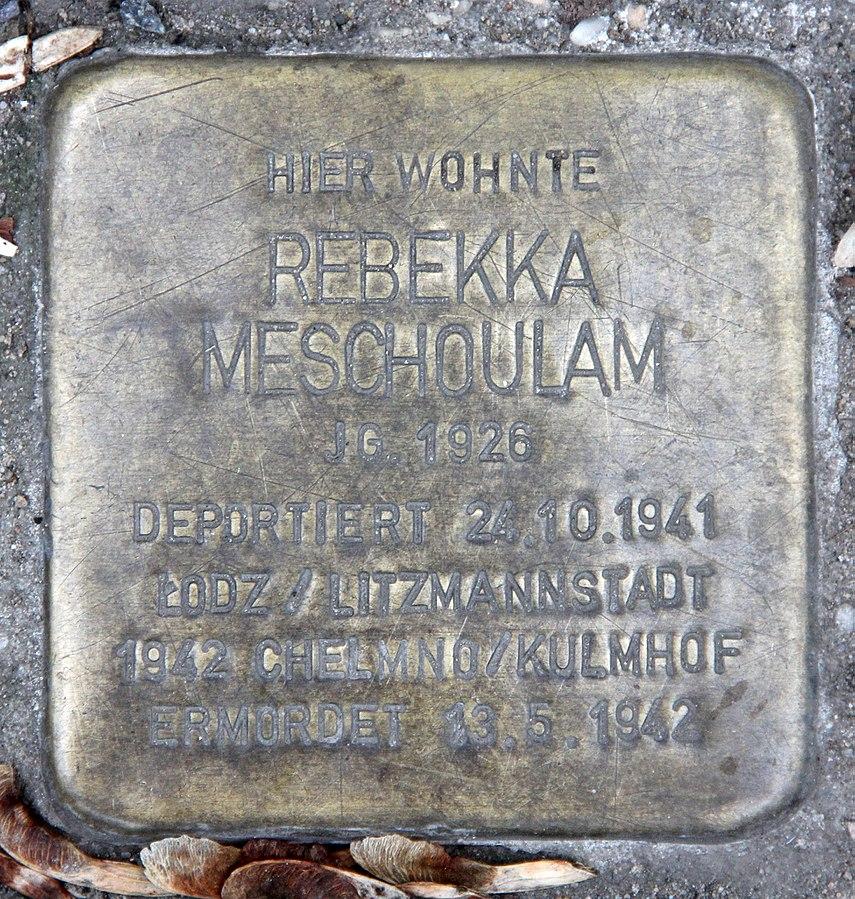 HIER WOHNTE
REBEKKA
MESCHOULAM
JG. 1926
DEPORTIERT 24.10.1941
ŁODZ / LITZMANNSTADT
1942 CHELMNO/KULMHOF
ERMORDET 13.5.1942